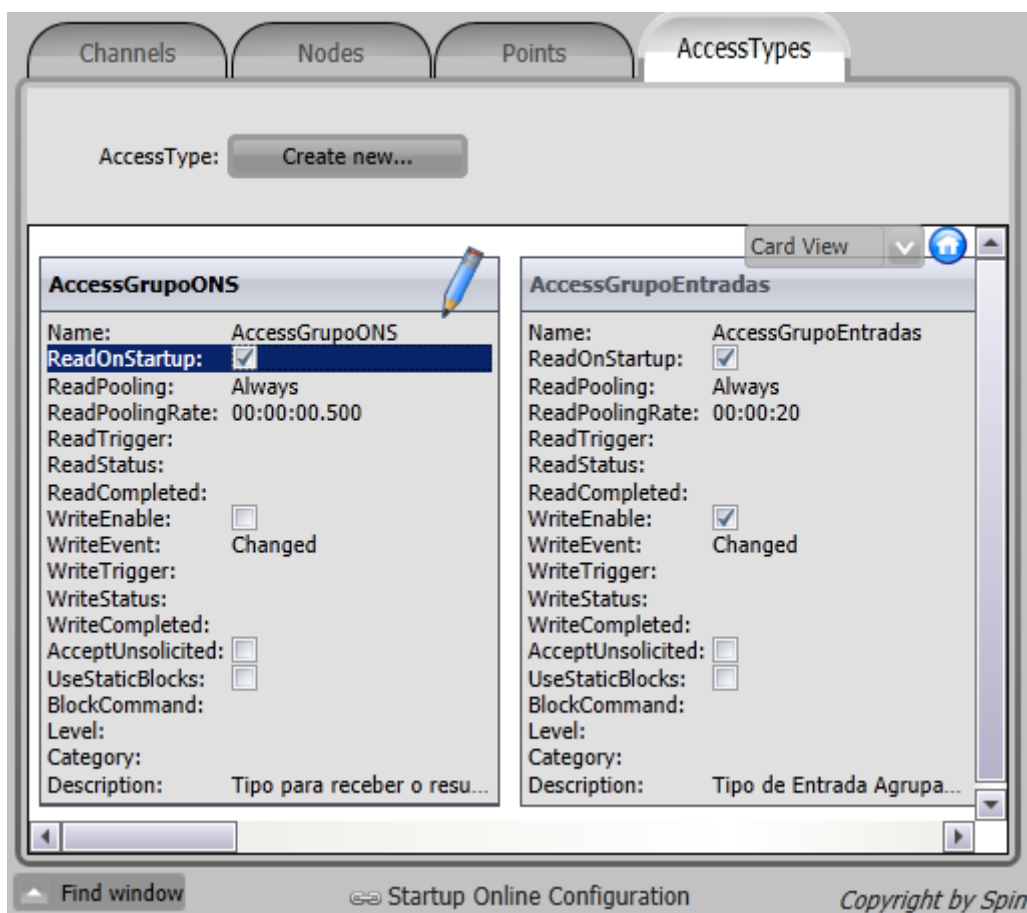 Channels Nodes Points AccessTypes
AccessType: Create new...
Card View
AccessGrupoONS
Name: AccessGrupoONS
ReadOnStartup:
ReadPooling: Always
ReadPoolingRate: 00:00:00.500
ReadTrigger:
ReadStatus:
ReadCompleted:
WriteEnable:
WriteEvent: Changed
WriteTrigger:
WriteStatus:
WriteCompleted:
AcceptUnsolicited:
UseStaticBlocks:
BlockCommand:
Level:
Category:
Description: Tipo para receber o resu...
AccessGrupoEntradas
Name: AccessGrupoEntradas
ReadOnStartup:
ReadPooling: Always
ReadPoolingRate: 00:00:20
ReadTrigger:
ReadStatus:
ReadCompleted:
WriteEnable:
WriteEvent: Changed
WriteTrigger:
WriteStatus:
WriteCompleted:
AcceptUnsolicited:
UseStaticBlocks:
BlockCommand:
Level:
Category:
Description: Tipo de Entrada Agrupa...
Find window Startup Online Configuration Copyright by Spin